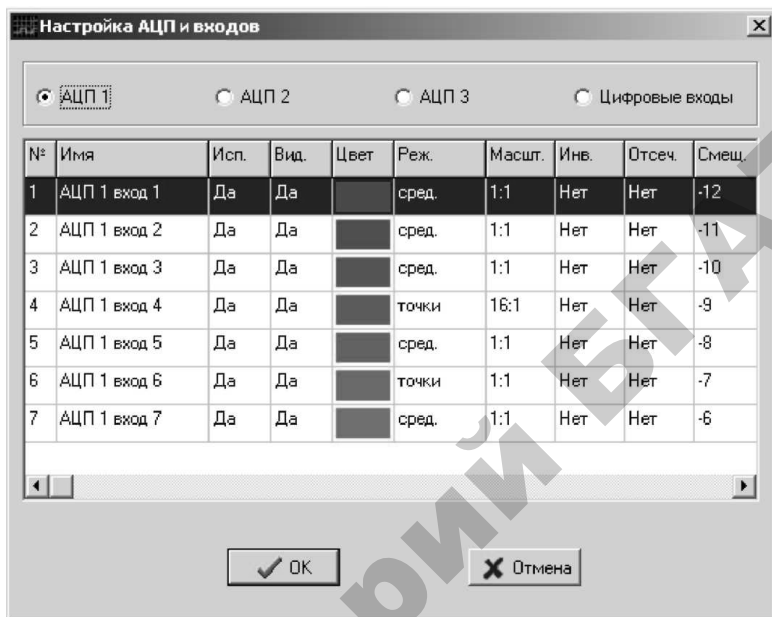 Настройка АЦП и входов
АЦП 1 АЦП 2 АЦП 3 Цифровые входы
№ Имя Исп. Вид. Цвет Реж. Масшт. Инв. Отсеч. Смещ.
1 АЦП 1 вход 1 Да Да сред. 1:1 Нет Нет -12
2 АЦП 1 вход 2 Да Да сред. 1:1 Нет Нет -11
3 АЦП 1 вход 3 Да Да сред. 1:1 Нет Нет -10
4 АЦП 1 вход 4 Да Да точки 16:1 Нет Нет -9
5 АЦП 1 вход 5 Да Да сред. 1:1 Нет Нет -8
6 АЦП 1 вход 6 Да Да точки 1:1 Нет Нет -7
7 АЦП 1 вход 7 Да Да сред. 1:1 Нет Нет -6
OK Отмена